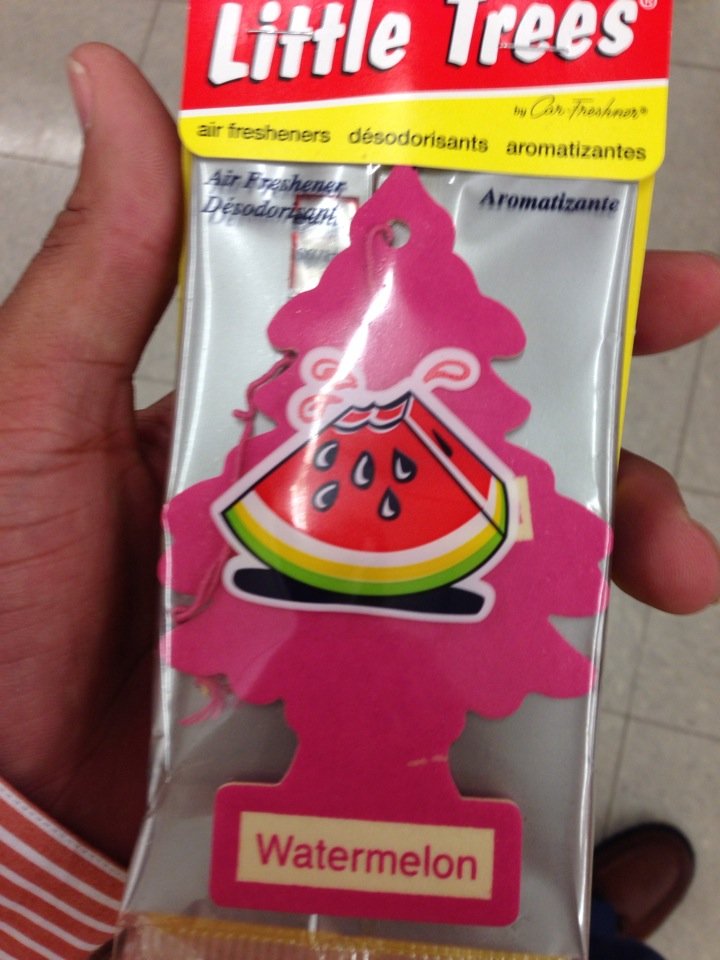 Little Trees®
by Car-Freshner®
air fresheners désodorisants aromatizantes
Air Freshener Aromatizante
Désodorisant
Watermelon